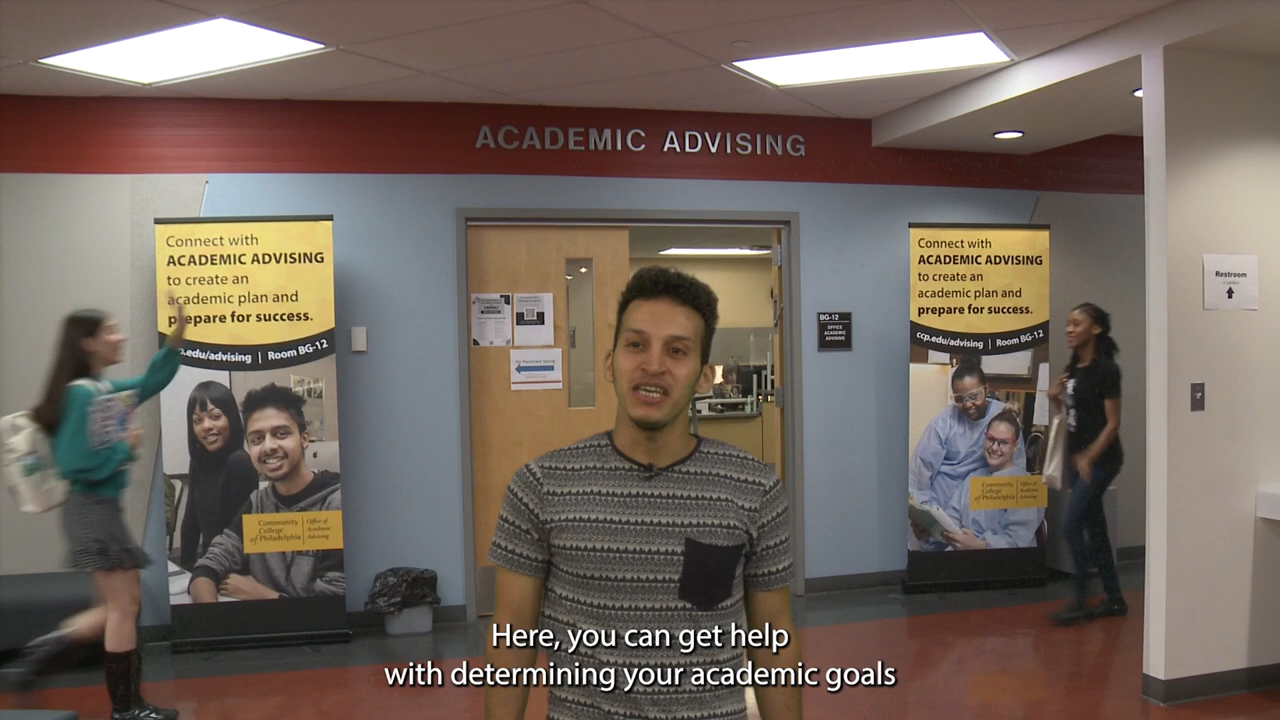 ACADEMIC ADVISING
Connect with
ACADEMIC ADVISING
to create an
academic plan and
prepare for success.
ccp.edu/advising | Room BG-12
Community
College
of Philadelphia
Office of
Academic
Advising
BG-12
OFFICE
ACADEMIC
ADVISING
Connect with
ACADEMIC ADVISING
to create an
academic plan and
prepare for success.
ccp.edu/advising | Room BG-12
Community
College
of Philadelphia
Office of
Academic
Advising
Restroom
Here, you can get help
with determining your academic goals